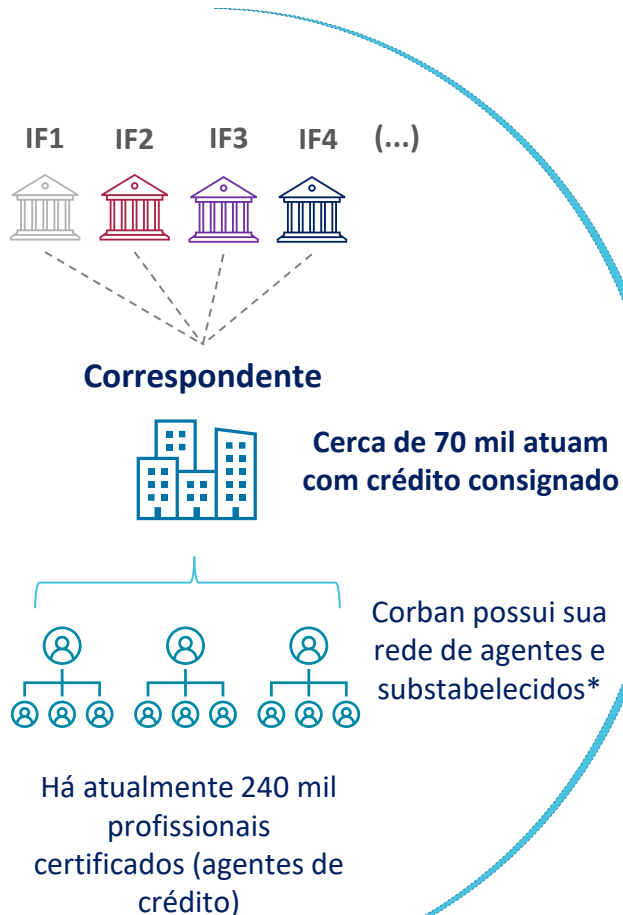 IF1 IF2 IF3 IF4 (...)
Correspondente
Cerca de 70 mil atuam
com crédito consignado
Corban possui sua
rede de agentes e
substabelecidos*
Há atualmente 240 mil
profissionais
certificados (agentes de
crédito)